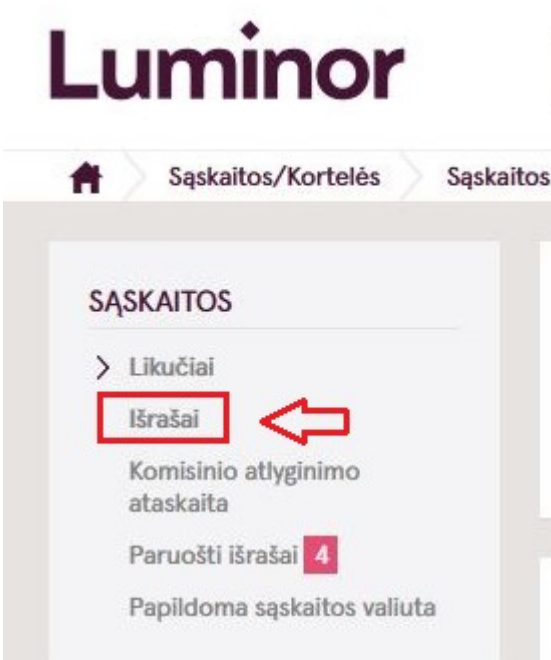 Luminor
Sąskaitos/Kortelės Sąskaitos
SĄSKAITOS
Likučiai
Išrašai
Komisinio atlyginimo
ataskaita
Paruošti išrašai 4
Papildoma sąskaitos valiuta